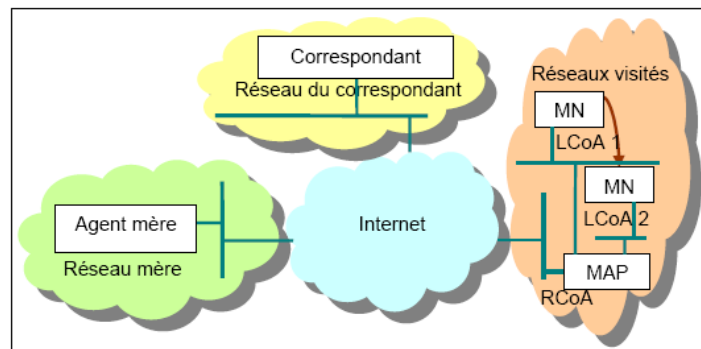 Correspondant
Réseau du correspondant
Réseaux visités
MN
LCoA 1
MN
LCoA 2
Agent mère
Réseau mère
Internet
MAP
RCoA